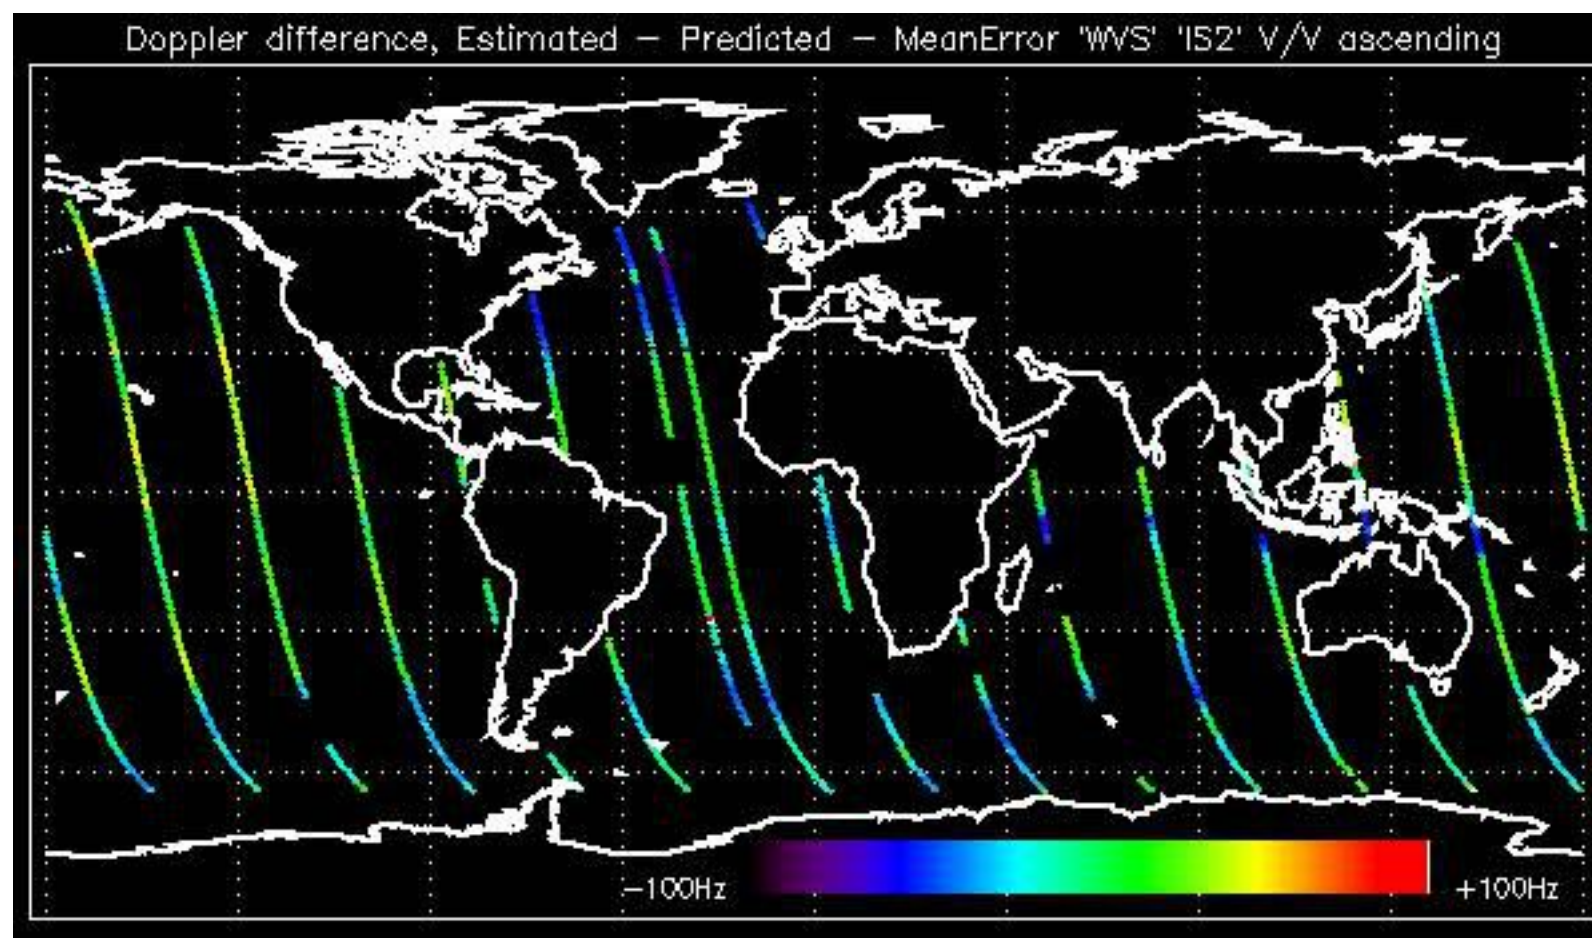 Doppler difference, Estimated – Predicted – MeanError 'WVS' 'IS2' V/V ascending
−100Hz +100Hz